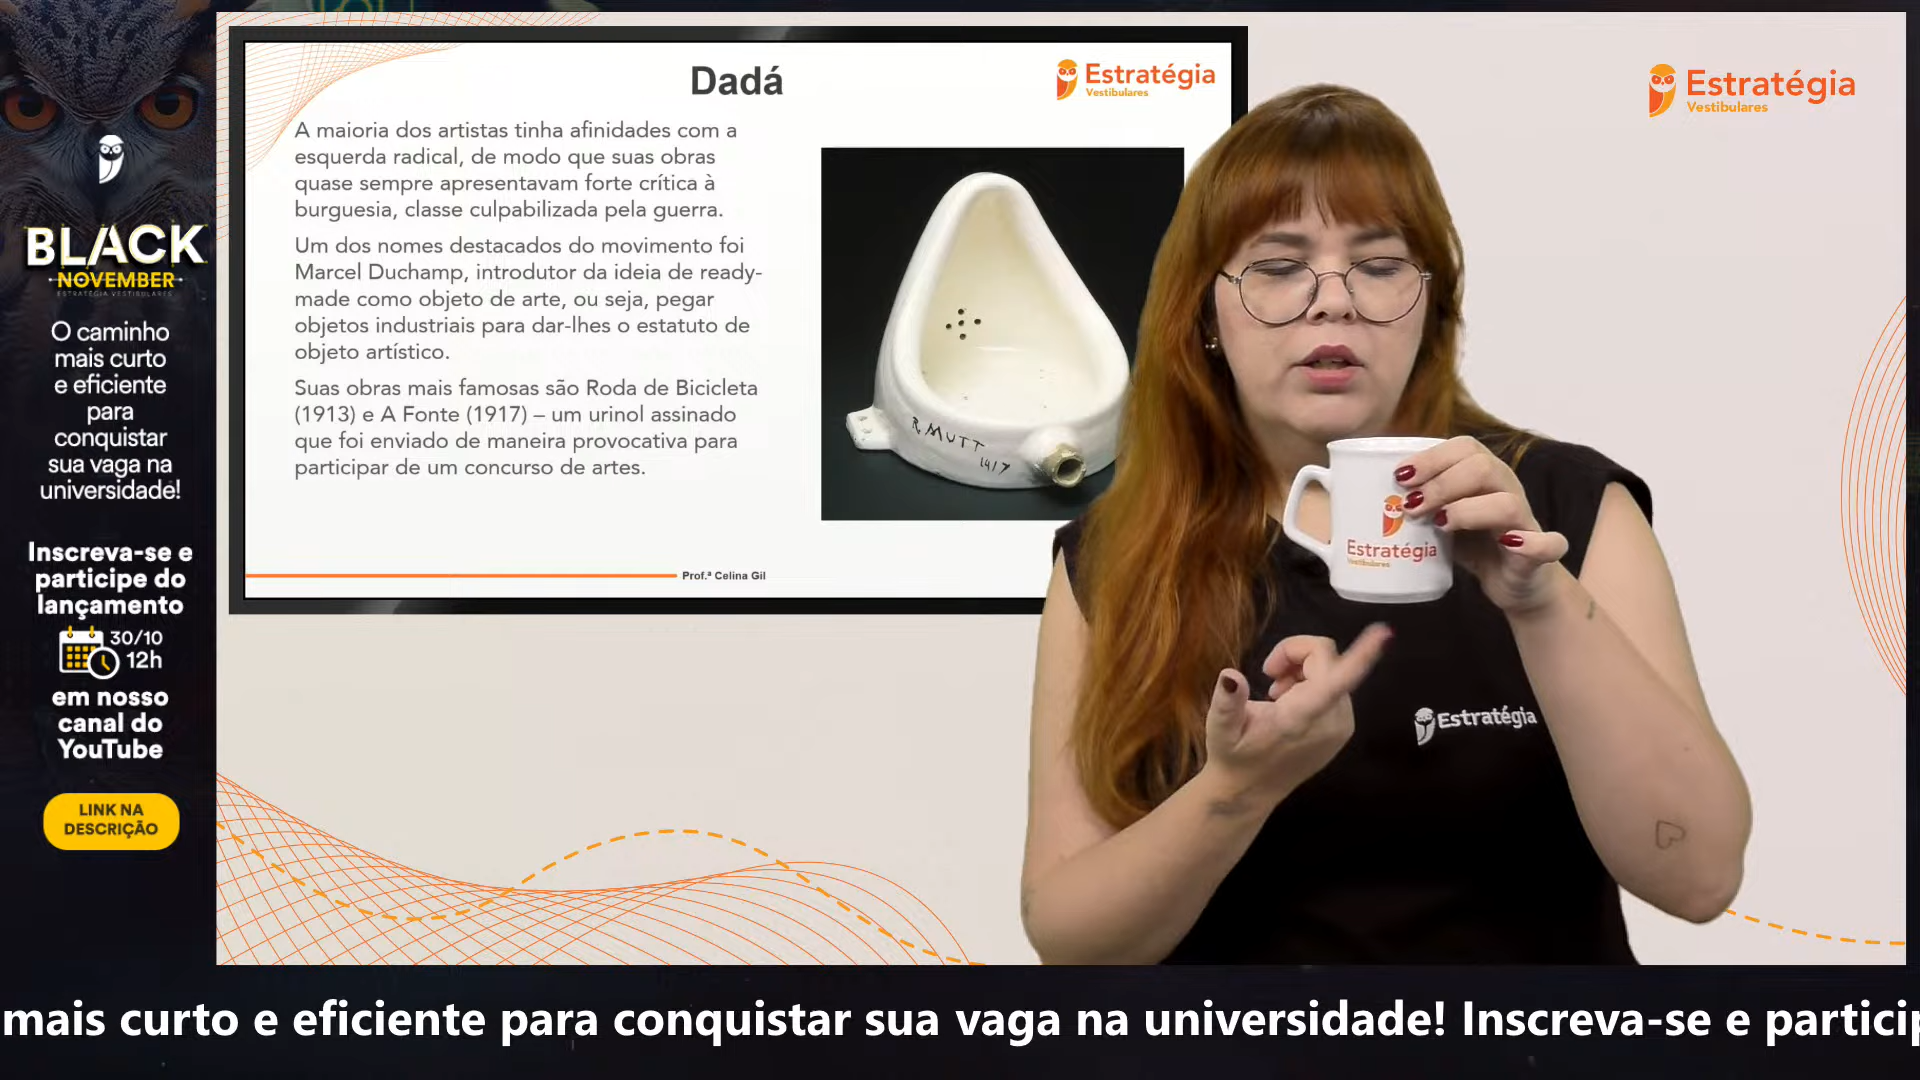 BLACK
NOVEMBER
ESTRATÉGIA VESTIBULARES
O caminho
mais curto
e eficiente
para
conquistar
sua vaga na
universidade!
Inscreva-se e
participe do
lançamento
30/10
12h
em nosso
canal do
YouTube
LINK NA
DESCRIÇÃO
Dadá
Estratégia
Vestibulares
A maioria dos artistas tinha afinidades com a
esquerda radical, de modo que suas obras
quase sempre apresentavam forte crítica à
burguesia, classe culpabilizada pela guerra.
Um dos nomes destacados do movimento foi
Marcel Duchamp, introdutor da ideia de ready-
made como objeto de arte, ou seja, pegar
objetos industriais para dar-lhes o estatuto de
objeto artístico.
Suas obras mais famosas são Roda de Bicicleta
(1913) e A Fonte (1917) – um urinol assinado
que foi enviado de maneira provocativa para
participar de um concurso de artes.
R. MUTT
1917
Prof.ª Celina Gil
Estratégia
Vestibulares
Estratégia
Vestibulares
Estratégia
mais curto e eficiente para conquistar sua vaga na universidade! Inscreva-se e particip